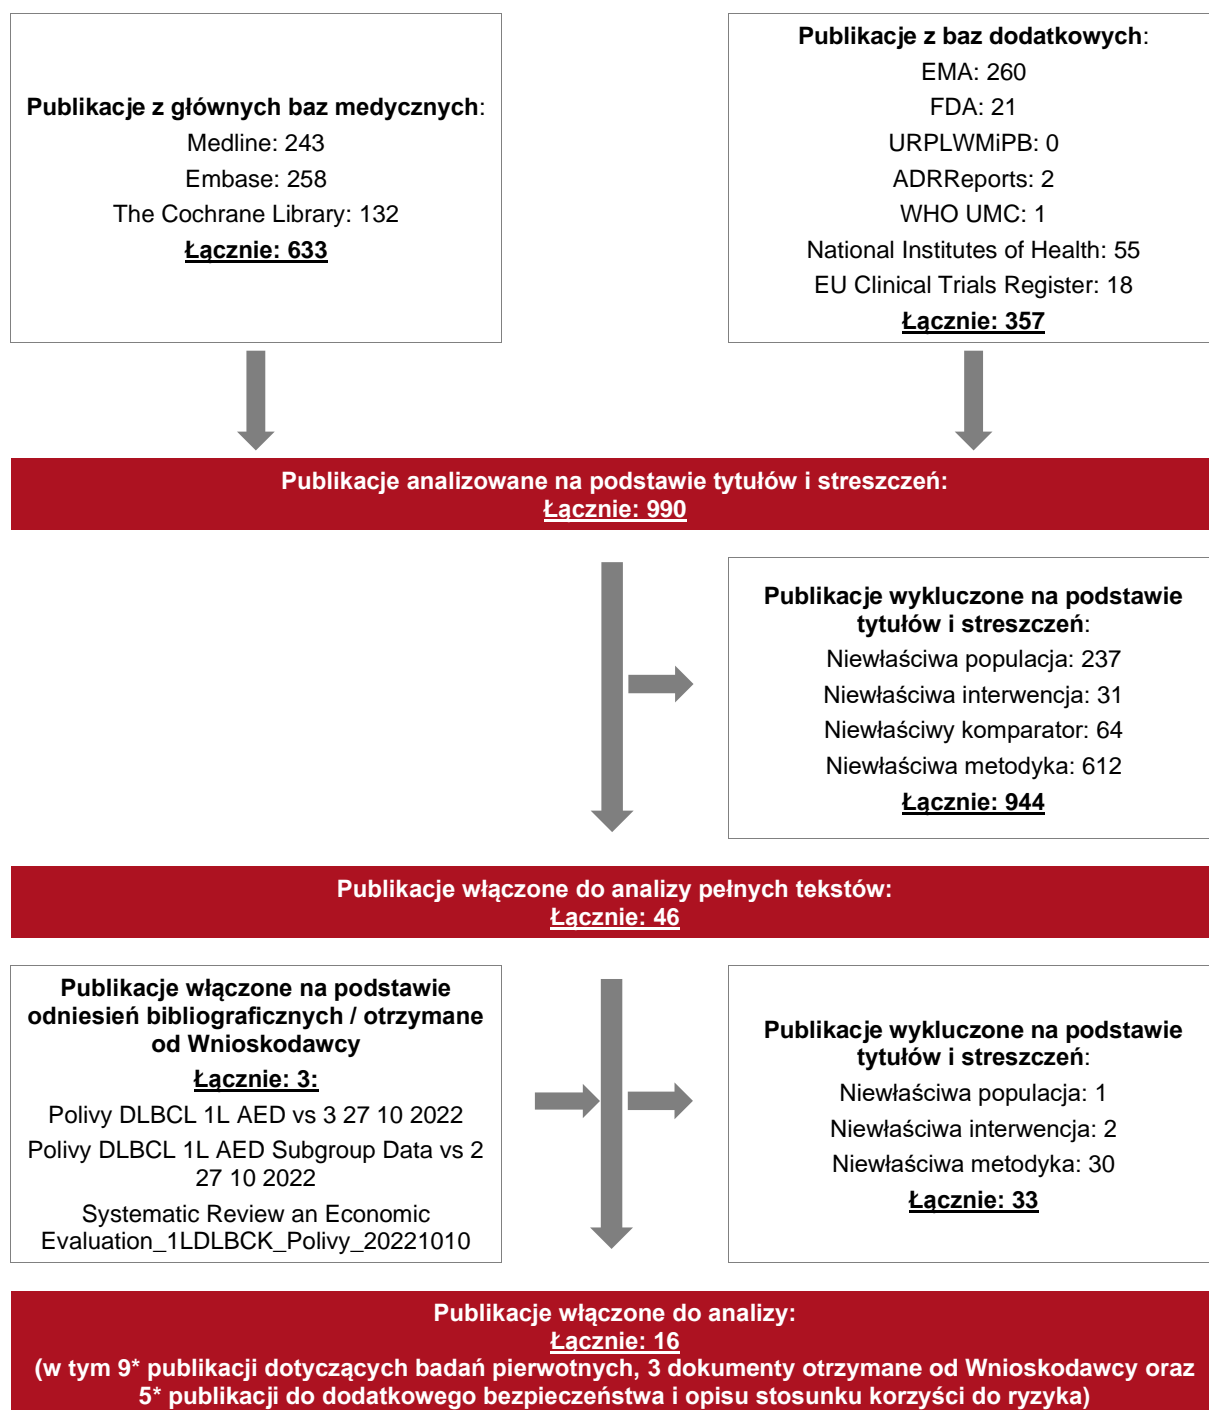 Publikacje z głównych baz medycznych:
Medline: 243
Embase: 258
The Cochrane Library: 132
Łącznie: 633
Publikacje z baz dodatkowych:
EMA: 260
FDA: 21
URPLWMiPB: 0
ADRReports: 2
WHO UMC: 1
National Institutes of Health: 55
EU Clinical Trials Register: 18
Łącznie: 357
Publikacje analizowane na podstawie tytułów i streszczeń:
Łącznie: 990
Publikacje wykluczone na podstawie
tytułów i streszczeń:
Niewłaściwa populacja: 237
Niewłaściwa interwencja: 31
Niewłaściwy komparator: 64
Niewłaściwa metodyka: 612
Łącznie: 944
Publikacje włączone do analizy pełnych tekstów:
Łącznie: 46
Publikacje włączone na podstawie
odniesień bibliograficznych / otrzymane
od Wnioskodawcy
Łącznie: 3:
Polivy DLBCL 1L AED vs 3 27 10 2022
Polivy DLBCL 1L AED Subgroup Data vs 2
27 10 2022
Systematic Review an Economic
Evaluation_1LDLBCK_Polivy_20221010
Publikacje wykluczone na podstawie
tytułów i streszczeń:
Niewłaściwa populacja: 1
Niewłaściwa interwencja: 2
Niewłaściwa metodyka: 30
Łącznie: 33
Publikacje włączone do analizy:
Łącznie: 16
(w tym 9* publikacji dotyczących badań pierwotnych, 3 dokumenty otrzymane od Wnioskodawcy oraz
5* publikacji do dodatkowego bezpieczeństwa i opisu stosunku korzyści do ryzyka)